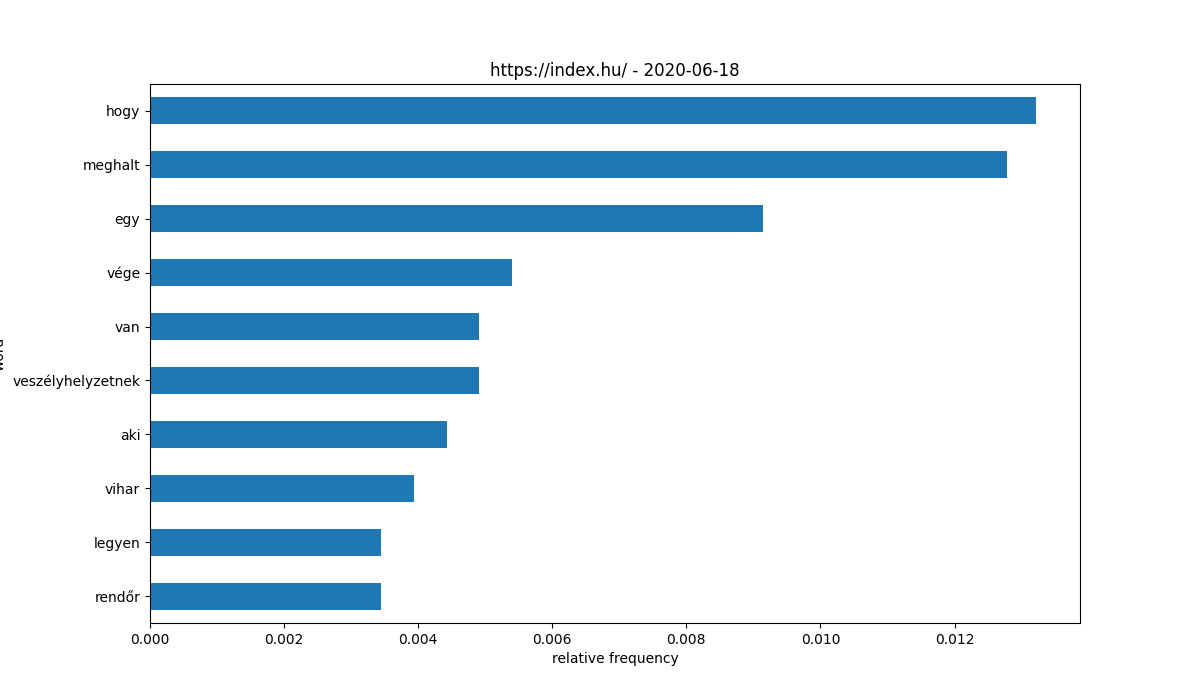 https://index.hu/ - 2020-06-18
hogy
meghalt
egy
vége
van
veszélyhelyzetnek
aki
vihar
legyen
rendőr
0.000 0.002 0.004 0.006 0.008 0.010 0.012
relative frequency